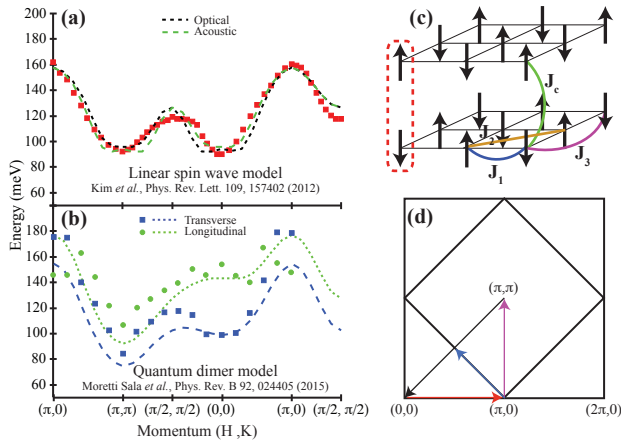 (a)
Optical
Acoustic
200
180
160
140
120
100
80
60
Linear spin wave model
Kim et al., Phys. Rev. Lett. 109, 157402 (2012)
Energy (meV)
(b)
Transverse
Longitudinal
180
160
140
120
100
80
60
Quantum dimer model
Moretti Sala et al., Phys. Rev. B 92, 024405 (2015)
(π,0) (π,π) (π/2, π/2) (0,0) (π,0) (π/2, π/2)
Momentum (H ,K)
(c)
Jc
J2
J1
J3
(d)
(π,π)
(0,0) (π,0) (2π,0)